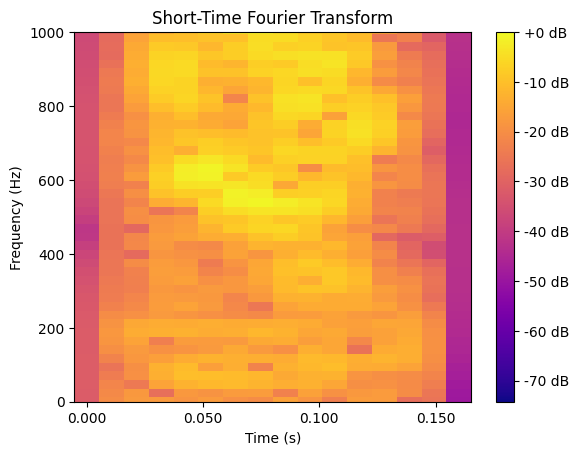 Short-Time Fourier Transform
Frequency (Hz)
1000
800
600
400
200
0
0.000
0.050
0.100
0.150
Time (s)
+0 dB
-10 dB
-20 dB
-30 dB
-40 dB
-50 dB
-60 dB
-70 dB